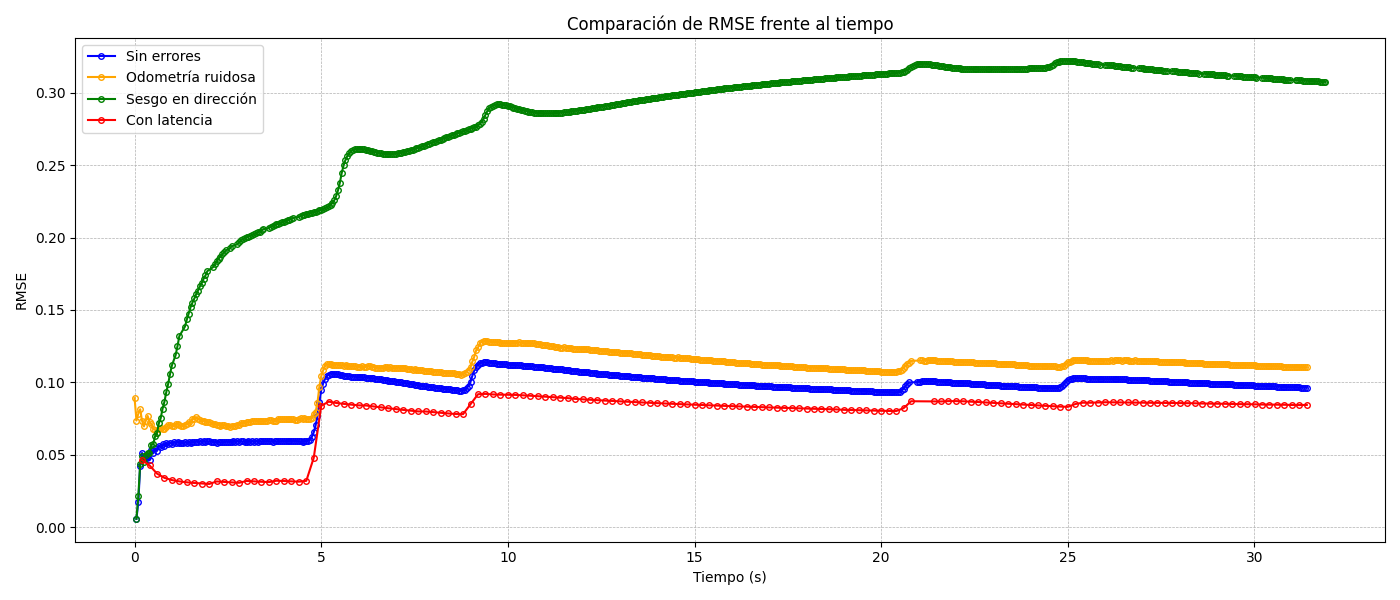 Comparación de RMSE frente al tiempo
Sin errores
Odometría ruidosa
Sesgo en dirección
Con latencia
RMSE
0.30
0.25
0.20
0.15
0.10
0.05
0.00
0
5
10
15
20
25
30
Tiempo (s)